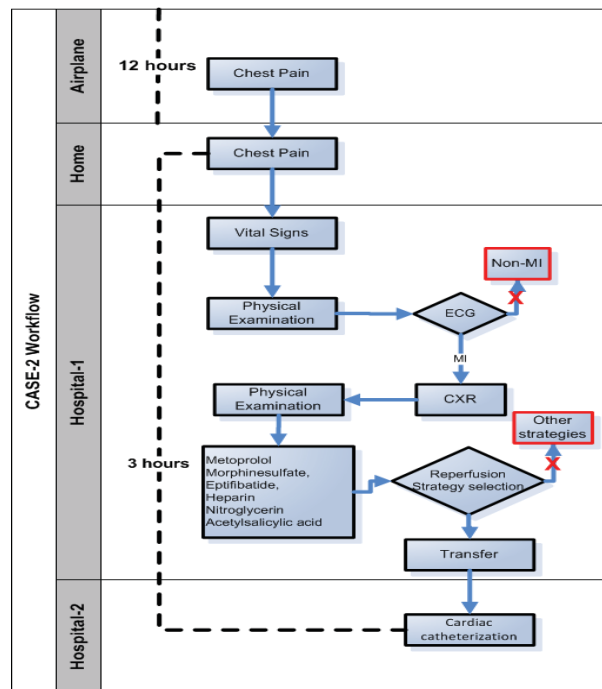 CASE-2 Workflow
Airplane
12 hours
Chest Pain
Home
Chest Pain
Hospital-1
Vital Signs
Non-MI
Physical
Examination
ECG
MI
Physical
Examination
CXR
Other
strategies
3 hours
Metoprolol
Morphinesulfate,
Eptifibatide,
Heparin
Nitroglycerin
Acetylsalicylic acid
Reperfusion
Strategy selection
Transfer
Hospital-2
Cardiac
catheterization